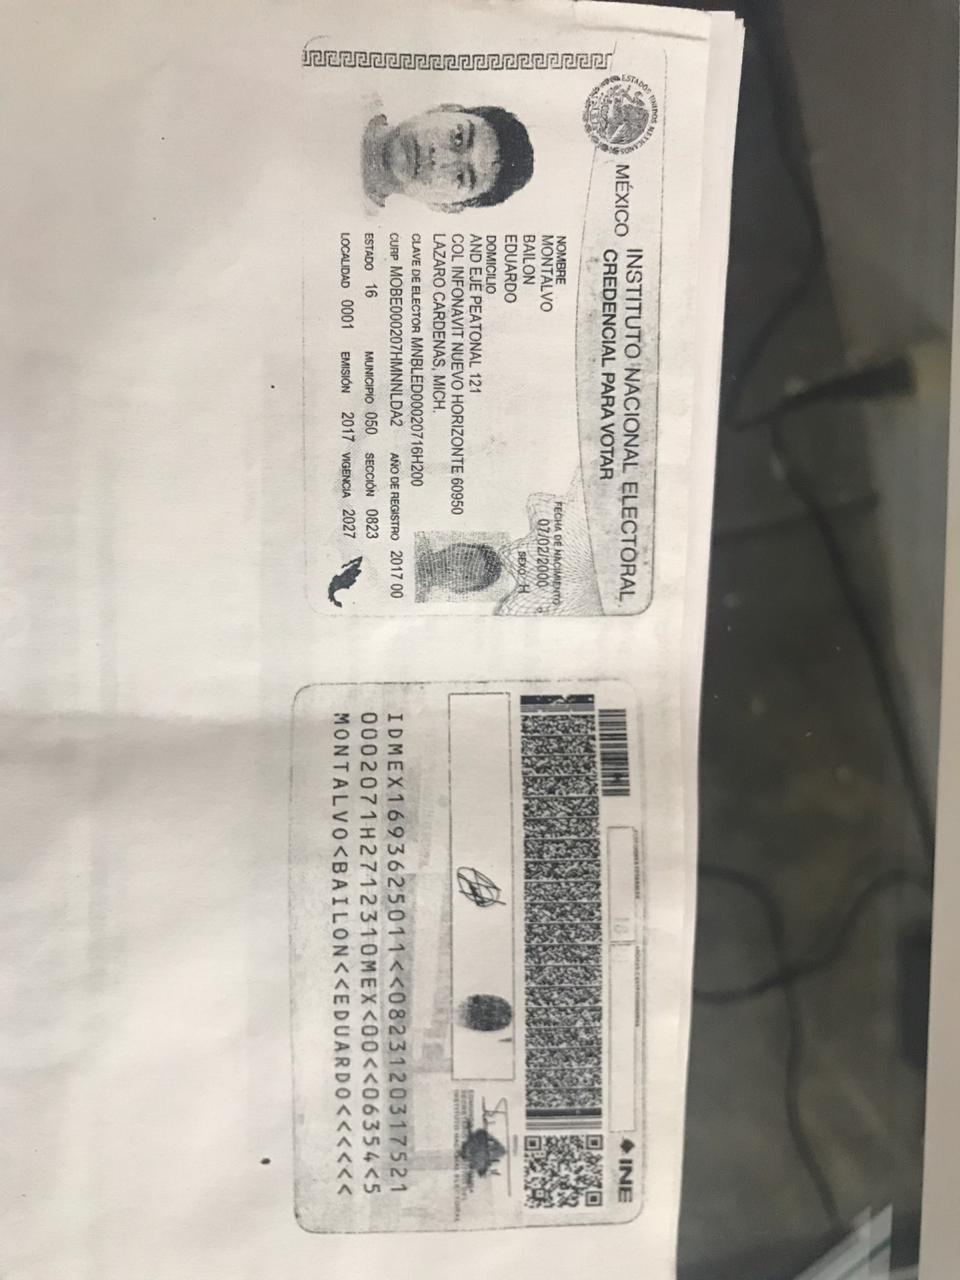 ESTADOS UNIDOS MEXICANOS
MÉXICO INSTITUTO NACIONAL ELECTORAL
CREDENCIAL PARA VOTAR
NOMBRE
MONTALVO
BAILON
EDUARDO
FECHA DE NACIMIENTO
07/02/2000
SEXO H
DOMICILIO
AND EJE PEATONAL 121
COL INFONAVIT NUEVO HORIZONTE 60950
LAZARO CARDENAS, MICH.
CLAVE DE ELECTOR MNBLED00020716H200
CURP MOBE000207HMNNLDA2 AÑO DE REGISTRO 2017 00
ESTADO 16 MUNICIPIO 050 SECCIÓN 0823
LOCALIDAD 0001 EMISIÓN 2017 VIGENCIA 2027
INE
IDMEX1693625011<<0823120317521
0002071H2712310MEX<00<<06354<5
MONTALVO<BAILON<<EDUARDO<<<<<<